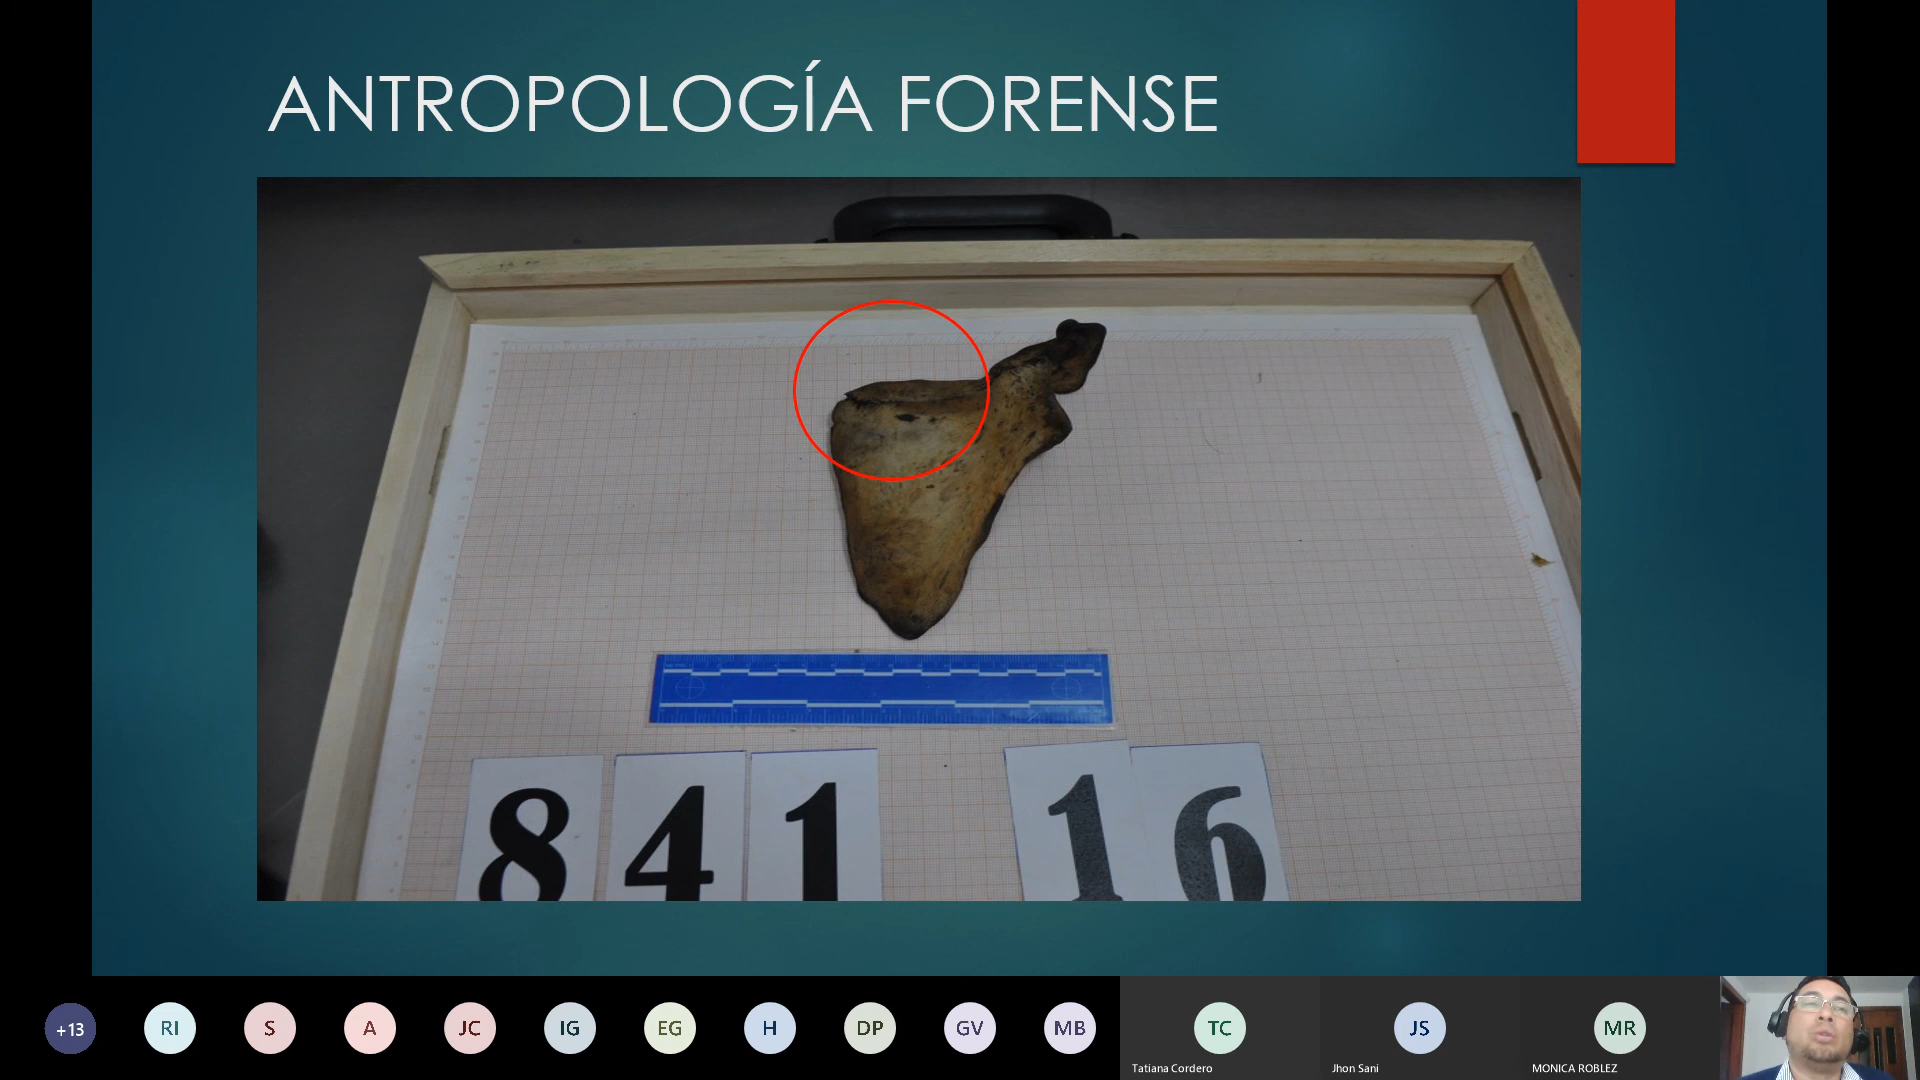 ANTROPOLOGÍA FORENSE
8 4 1 1 6
+13
RI
S
A
JC
IG
EG
H
DP
GV
MB
TC
JS
MR
Tatiana Cordero
Jhon Sani
MONICA ROBLEZ